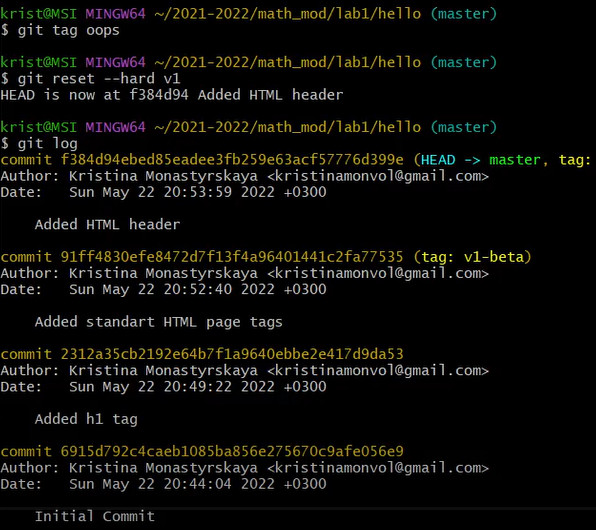 krist@MSI MINGW64 ~/2021-2022/math_mod/lab1/hello (master)
$ git tag oops
krist@MSI MINGW64 ~/2021-2022/math_mod/lab1/hello (master)
$ git reset --hard v1
HEAD is now at f384d94 Added HTML header
krist@MSI MINGW64 ~/2021-2022/math_mod/lab1/hello (master)
$ git log
commit f384d94ebed85eadee3fb259e63acf57776d399e (HEAD -> master, tag:
Author: Kristina Monastyrskaya <kristinamonvol@gmail.com>
Date:   Sun May 22 20:53:59 2022 +0300
    Added HTML header
commit 91ff4830efe8472d7f13f4a96401441c2fa77535 (tag: v1-beta)
Author: Kristina Monastyrskaya <kristinamonvol@gmail.com>
Date:   Sun May 22 20:52:40 2022 +0300
    Added standart HTML page tags
commit 2312a35cb2192e64b7f1a9640ebbe2e417d9da53
Author: Kristina Monastyrskaya <kristinamonvol@gmail.com>
Date:   Sun May 22 20:49:22 2022 +0300
    Added h1 tag
commit 6915d792c4caeb1085ba856e275670c9afe056e9
Author: Kristina Monastyrskaya <kristinamonvol@gmail.com>
Date:   Sun May 22 20:44:04 2022 +0300
    Initial Commit